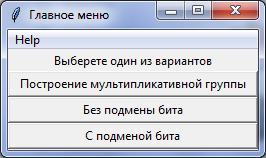 Главное меню
Help
Выберете один из вариантов
Построение мультипликативной группы
Без подмены бита
С подменой бита